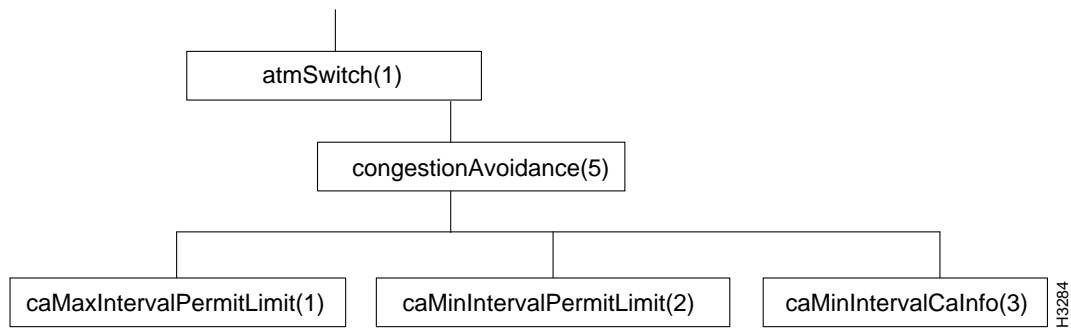 atmSwitch(1)
congestionAvoidance(5)
caMaxIntervalPermitLimit(1)
caMinIntervalPermitLimit(2)
caMinIntervalCaInfo(3)
H3284